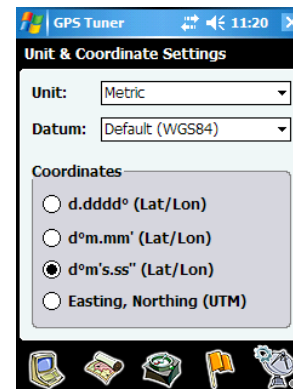 GPS Tuner 11:20
Unit & Coordinate Settings
Unit: Metric
Datum: Default (WGS84)
Coordinates
d.dddd° (Lat/Lon)
d°m.mm' (Lat/Lon)
d°m's.ss" (Lat/Lon)
Easting, Northing (UTM)